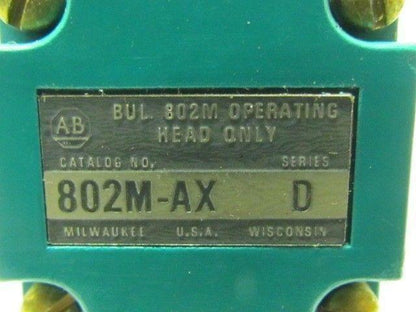 AB BUL. 802M OPERATING
HEAD ONLY
CATALOG NO. SERIES
802M-AX D
MILWAUKEE U.S.A. WISCONSIN